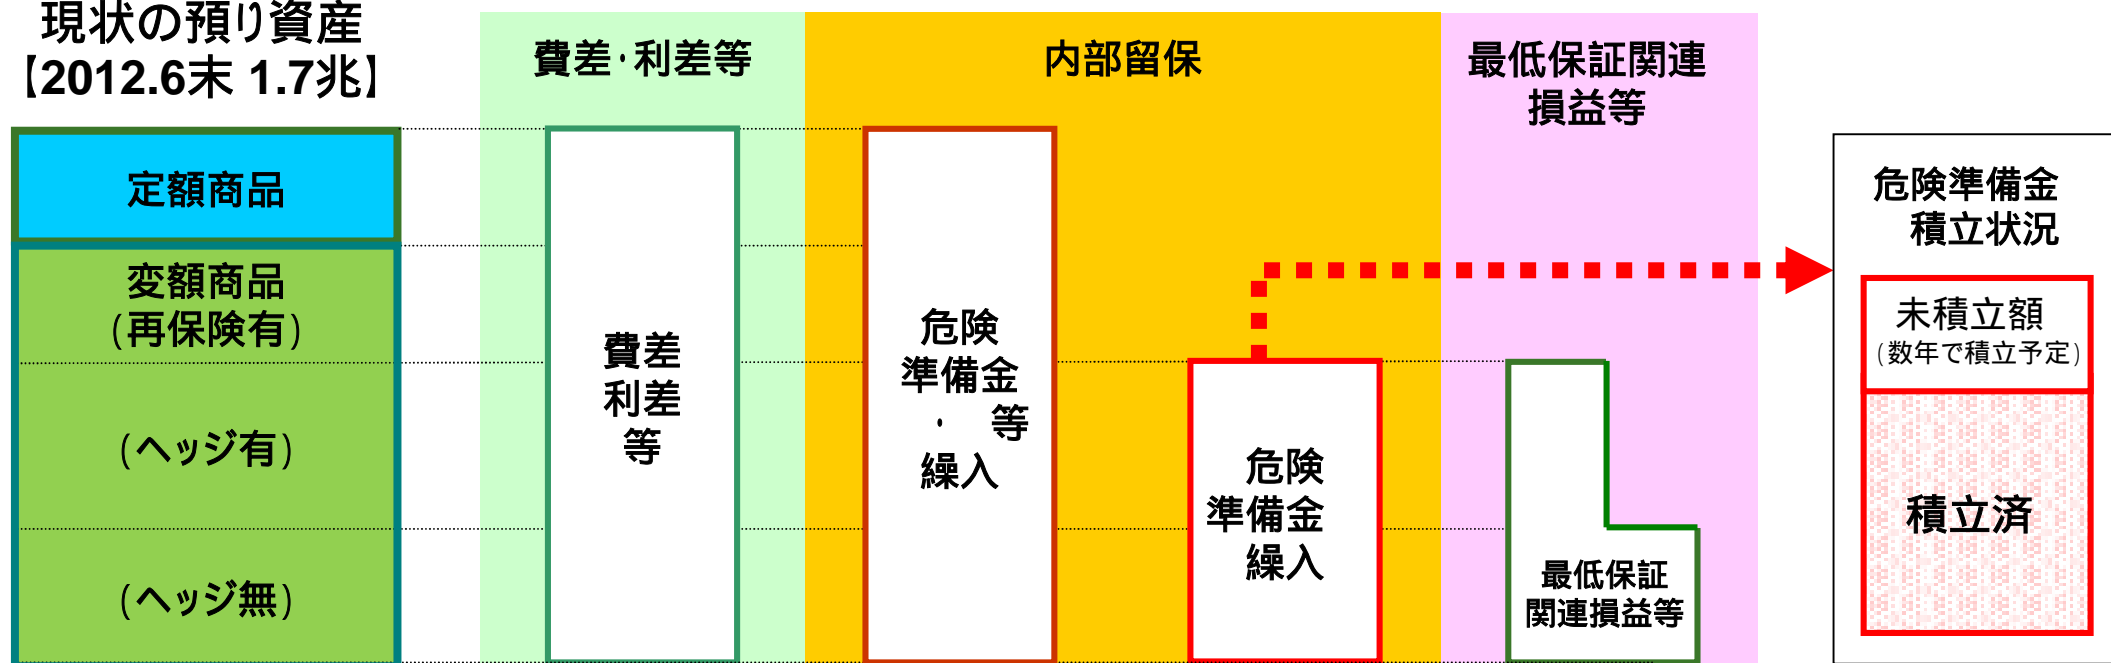 現状の預り資産
【2012.6末 1.7兆】
定額商品
変額商品
(再保険有)
(ヘッジ有)
(ヘッジ無)
費差・利差等
費差
利差
等
内部留保
危険
準備金
・ 等
繰入
危険
準備金
繰入
最低保証関連
損益等
最低保証
関連損益等
危険準備金
積立状況
未積立額
(数年で積立予定)
積立済